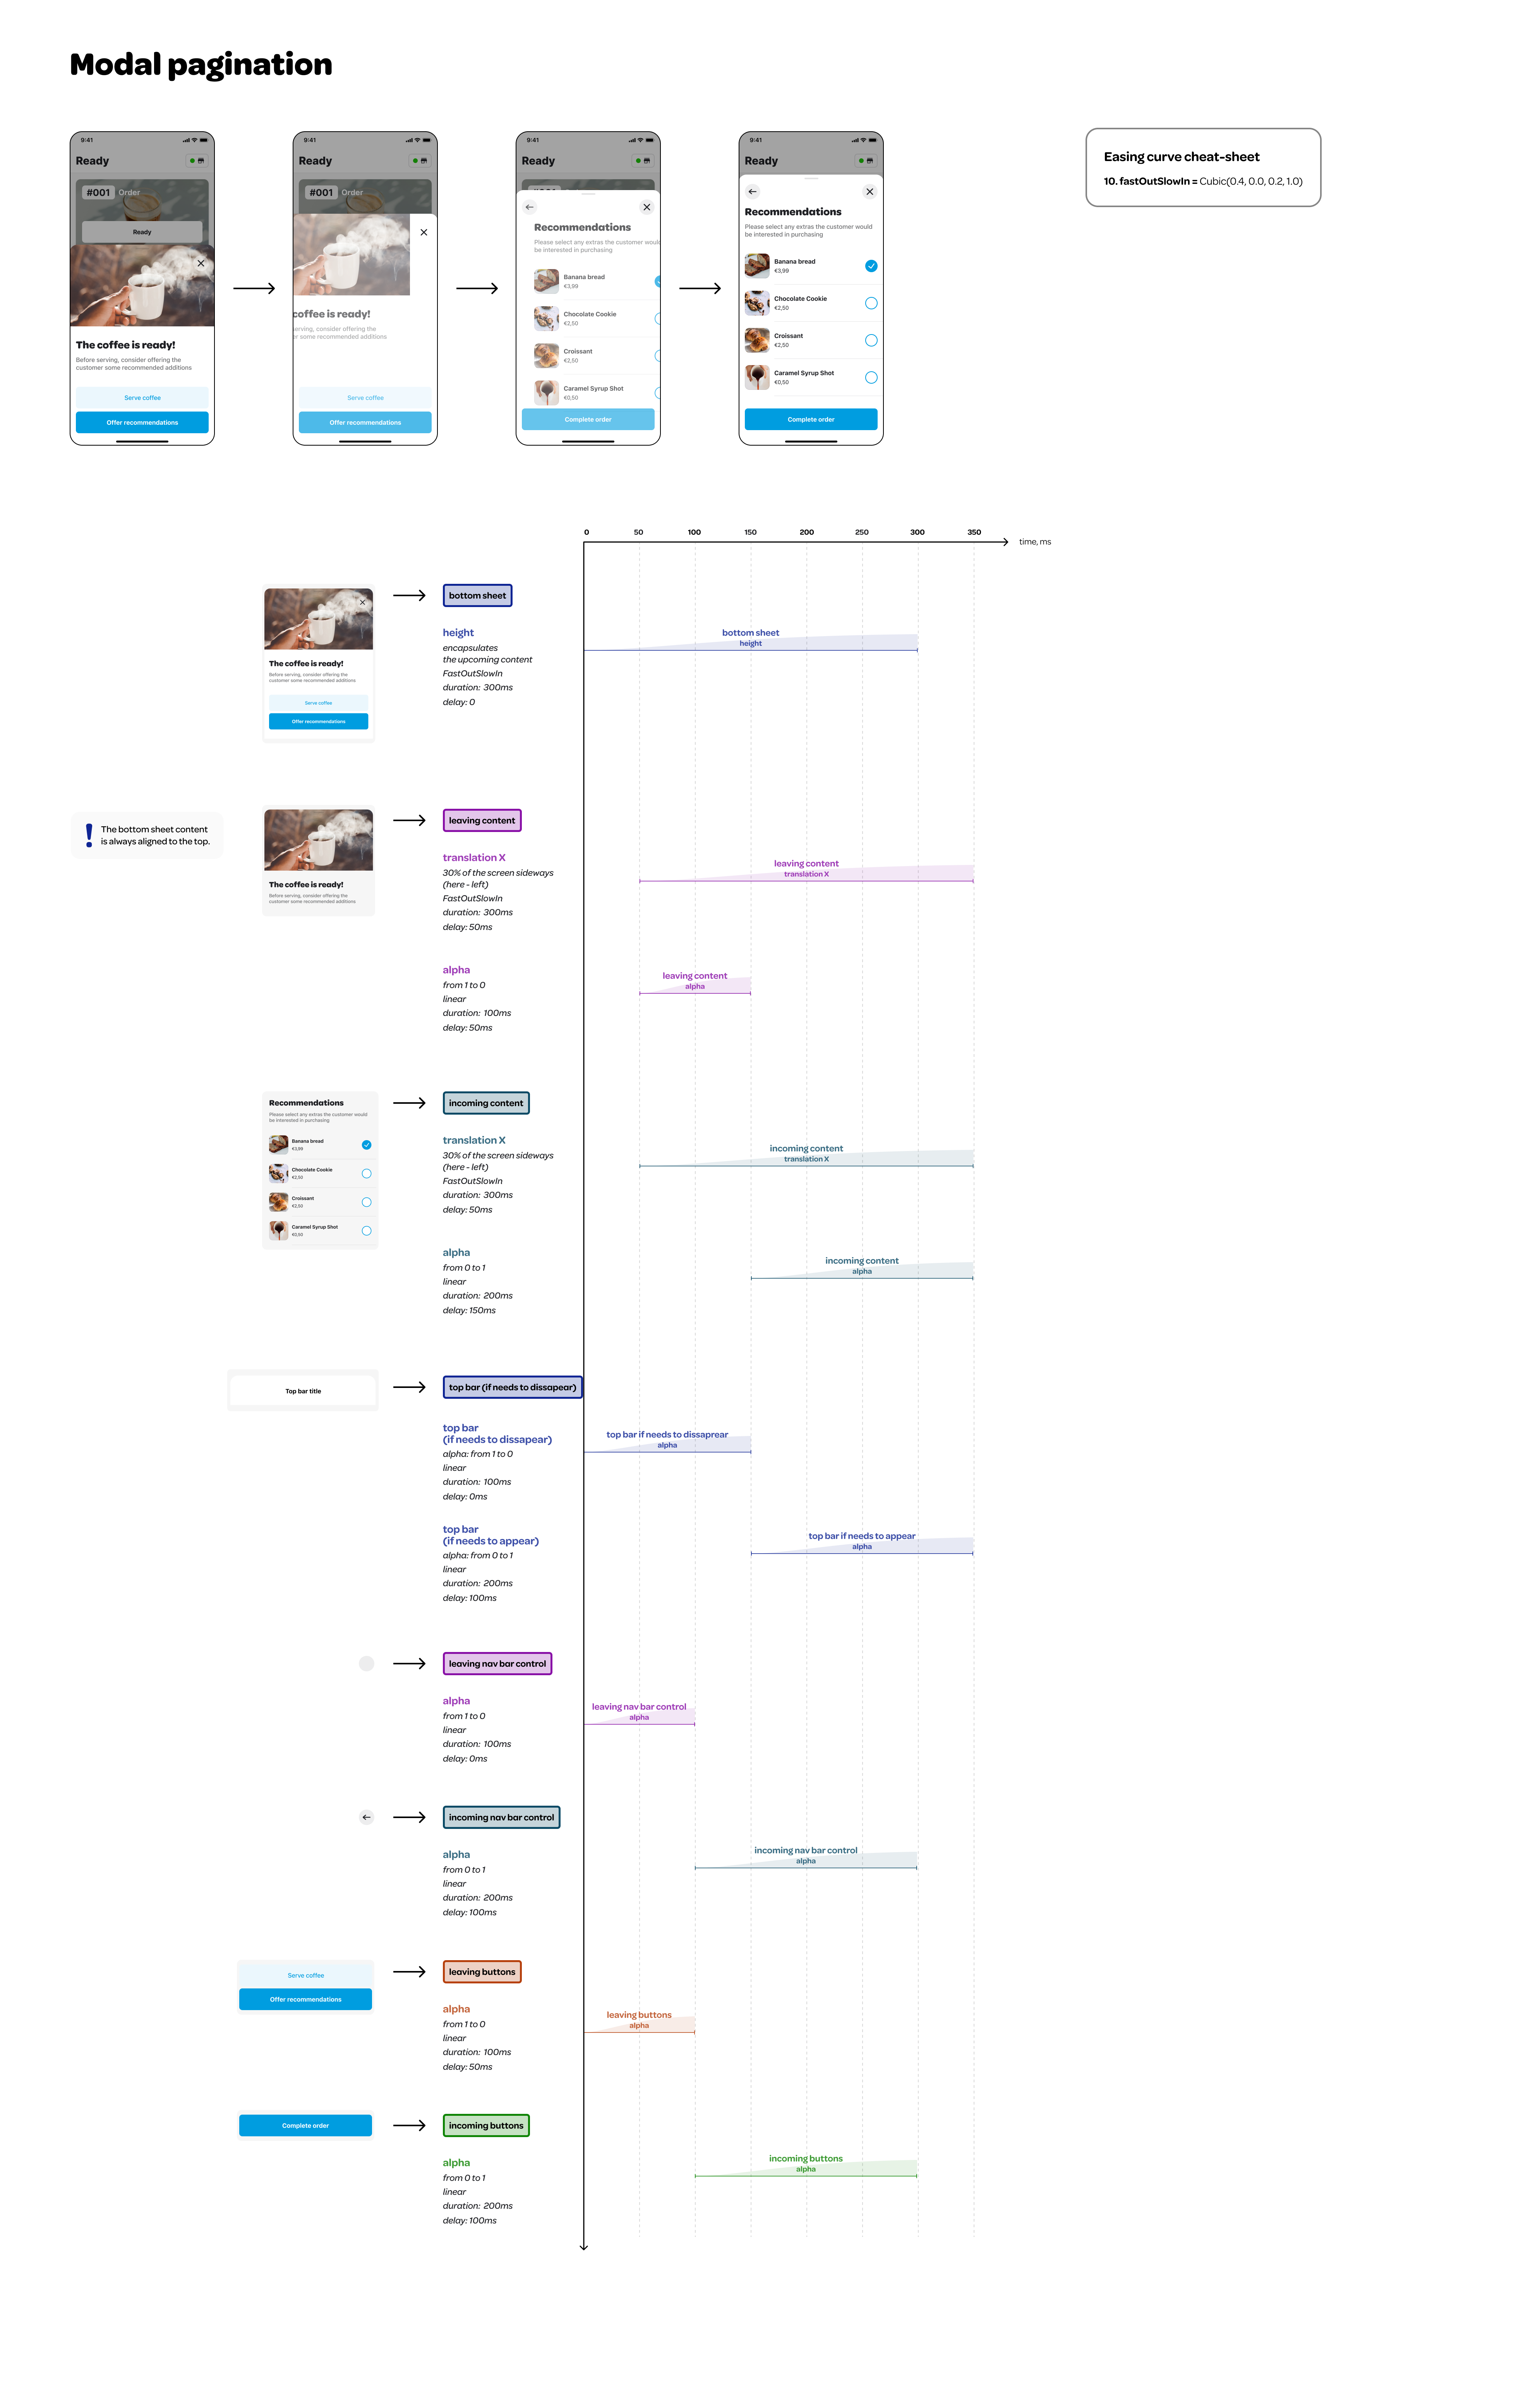 Modal pagination
9:41
Ready
#001 Order
Ready
The coffee is ready!
Before serving, consider offering the
customer some recommended additions
Serve coffee
Offer recommendations
9:41
Ready
#001 Order
coffee is ready!
erving, consider offering the
er some recommended additions
Serve coffee
Offer recommendations
9:41
Ready
Recommendations
Please select any extras the customer would
be interested in purchasing
Banana bread
€3,99
Chocolate Cookie
€2,50
Croissant
€2,50
Caramel Syrup Shot
€0,50
Complete order
9:41
Ready
Recommendations
Please select any extras the customer would
be interested in purchasing
Banana bread
€3,99
Chocolate Cookie
€2,50
Croissant
€2,50
Caramel Syrup Shot
€0,50
Complete order
Easing curve cheat-sheet
10. fastOutSlowIn = Cubic(0.4, 0.0, 0.2, 1.0)
0 50 100 150 200 250 300 350
time, ms
The coffee is ready!
Before serving, consider offering the
customer some recommended additions
Serve coffee
Offer recommendations
bottom sheet
height
encapsulates
the upcoming content
FastOutSlowIn
duration: 300ms
delay: 0
bottom sheet
height
! The bottom sheet content
is always aligned to the top.
The coffee is ready!
Before serving, consider offering the
customer some recommended additions
leaving content
translation X
30% of the screen sideways
(here - left)
FastOutSlowIn
duration: 300ms
delay: 50ms
leaving content
translation X
alpha
from 1 to 0
linear
duration: 100ms
delay: 50ms
leaving content
alpha
Recommendations
Please select any extras the customer would
be interested in purchasing
Banana bread
€3,99
Chocolate Cookie
€2,50
Croissant
€2,50
Caramel Syrup Shot
€0,50
incoming content
translation X
30% of the screen sideways
(here - left)
FastOutSlowIn
duration: 300ms
delay: 50ms
incoming content
translation X
alpha
from 0 to 1
linear
duration: 200ms
delay: 150ms
incoming content
alpha
Top bar title
top bar (if needs to dissapear)
top bar
(if needs to dissapear)
alpha: from 1 to 0
linear
duration: 100ms
delay: 0ms
top bar if needs to dissaprear
alpha
top bar
(if needs to appear)
alpha: from 0 to 1
linear
duration: 200ms
delay: 100ms
top bar if needs to appear
alpha
leaving nav bar control
alpha
from 1 to 0
linear
duration: 100ms
delay: 0ms
leaving nav bar control
alpha
incoming nav bar control
alpha
from 0 to 1
linear
duration: 200ms
delay: 100ms
incoming nav bar control
alpha
Serve coffee
Offer recommendations
leaving buttons
alpha
from 1 to 0
linear
duration: 100ms
delay: 50ms
leaving buttons
alpha
Complete order
incoming buttons
alpha
from 0 to 1
linear
duration: 200ms
delay: 100ms
incoming buttons
alpha